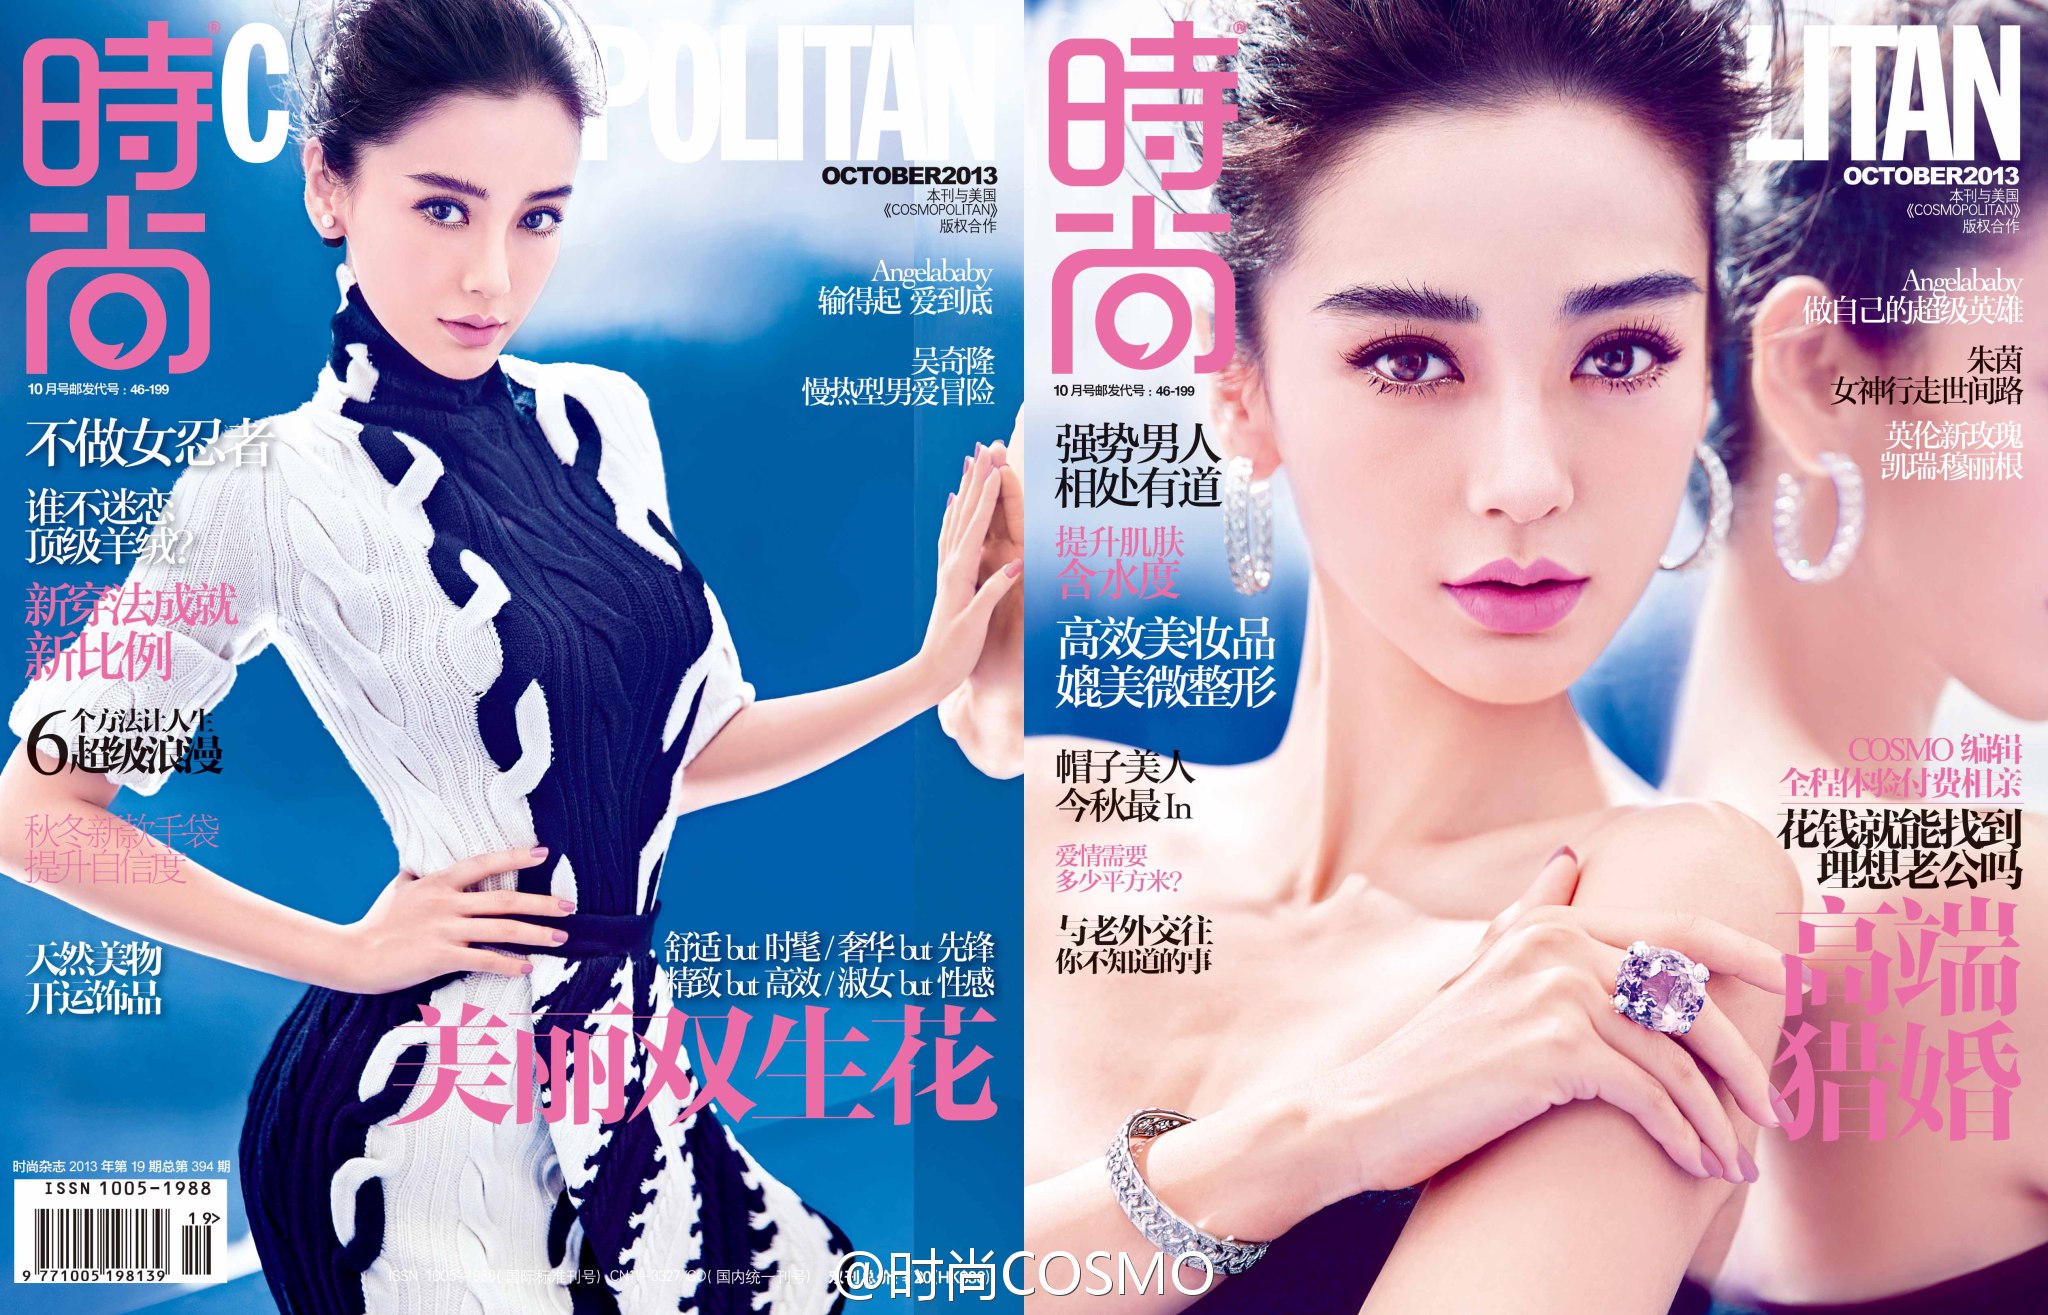 時尚®
C POLITAN
OCTOBER2013
本刊与美国
《COSMOPOLITAN》
版权合作
Angelababy
输得起 爱到底
吴奇隆
慢热型男爱冒险
10月号邮发代号：46-199
不做女忍者
谁不迷恋
顶级羊绒?
新穿法成就
新比例
6个方法让人生
超级浪漫
秋冬新款手袋
提升自信度
天然美物
开运饰品
舒适 but 时髦 / 奢华 but 先锋
精致 but 高效 / 淑女 but 性感
美丽双生花
时尚杂志 2013 年第 19 期总第 394 期
ISSN 1005-1988
19>
9 771005 198139
ISSN 1005-1988( 国际标准刊号)
時尚®
LITAN
OCTOBER2013
本刊与美国
《COSMOPOLITAN》
版权合作
Angelababy
做自己的超级英雄
朱茵
女神行走世间路
英伦新玫瑰
凯瑞·穆丽根
10月号邮发代号：46-199
强势男人
相处有道
提升肌肤
含水度
高效美妆品
媲美微整形
帽子美人
今秋最 In
爱情需要
多少平方米?
与老外交往
你不知道的事
COSMO 编辑
全程体验付费相亲
花钱就能找到
理想老公吗
高端
猎婚
@时尚COSMO